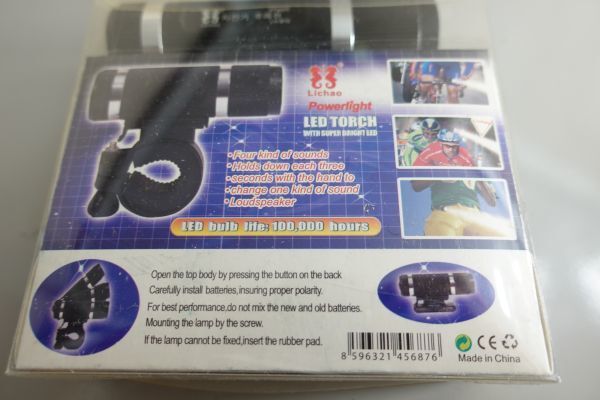 Lichao
Powerlight
LED TORCH
WITH SUPER BRIGHT LED
•Four kind of sounds
•Holds down each three
•seconds with the hand to
•change one kind of sound
•Loudspeaker
LED bulb life: 100,000 hours
Open the top body by pressing the button on the back
Carefully install batteries,insuring proper polarity.
For best performance,do not mix the new and old batteries.
Mounting the lamp by the screw.
If the lamp cannot be fixed,insert the rubber pad.
8 596321 456876
CE
Made in China